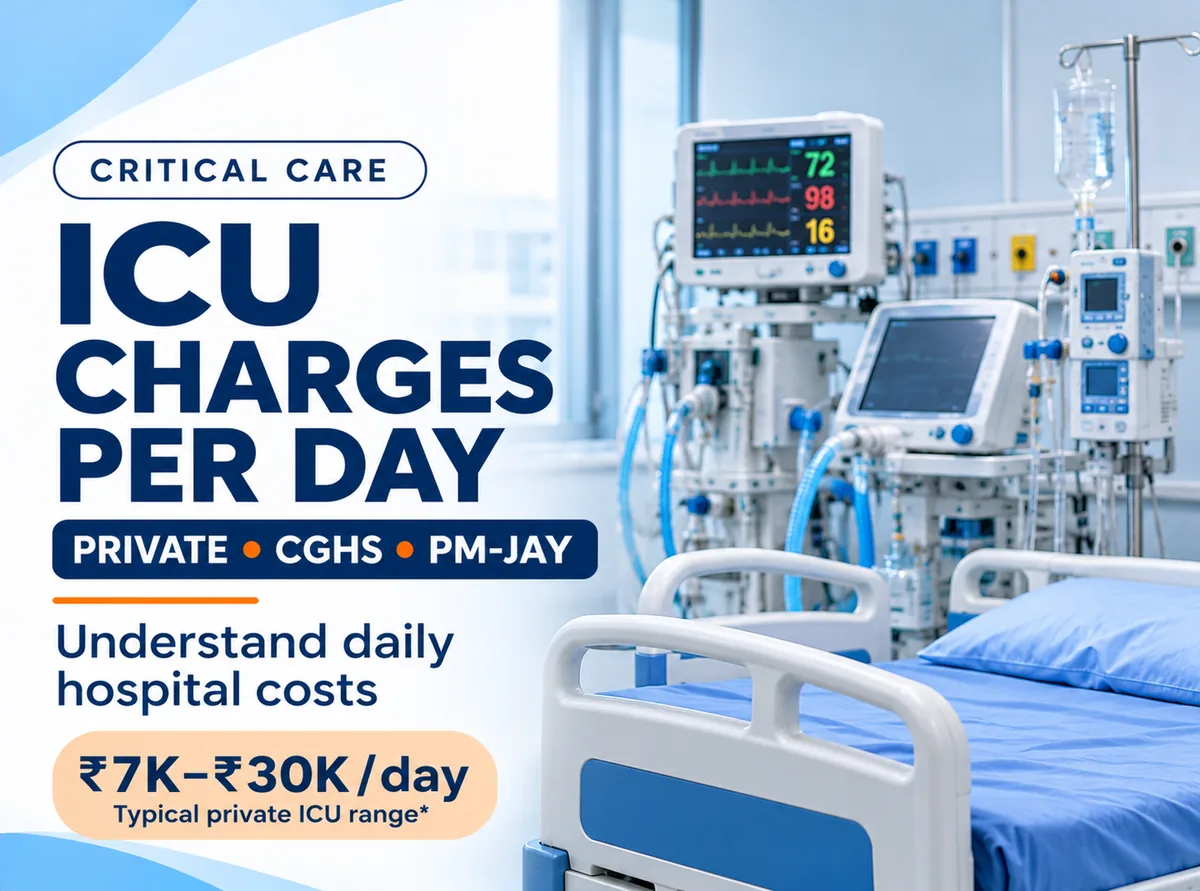 CRITICAL CARE
ICU
CHARGES
PER DAY
PRIVATE • CGHS • PM-JAY
Understand daily
hospital costs
₹7K–₹30K/day
Typical private ICU range*
72
98
16